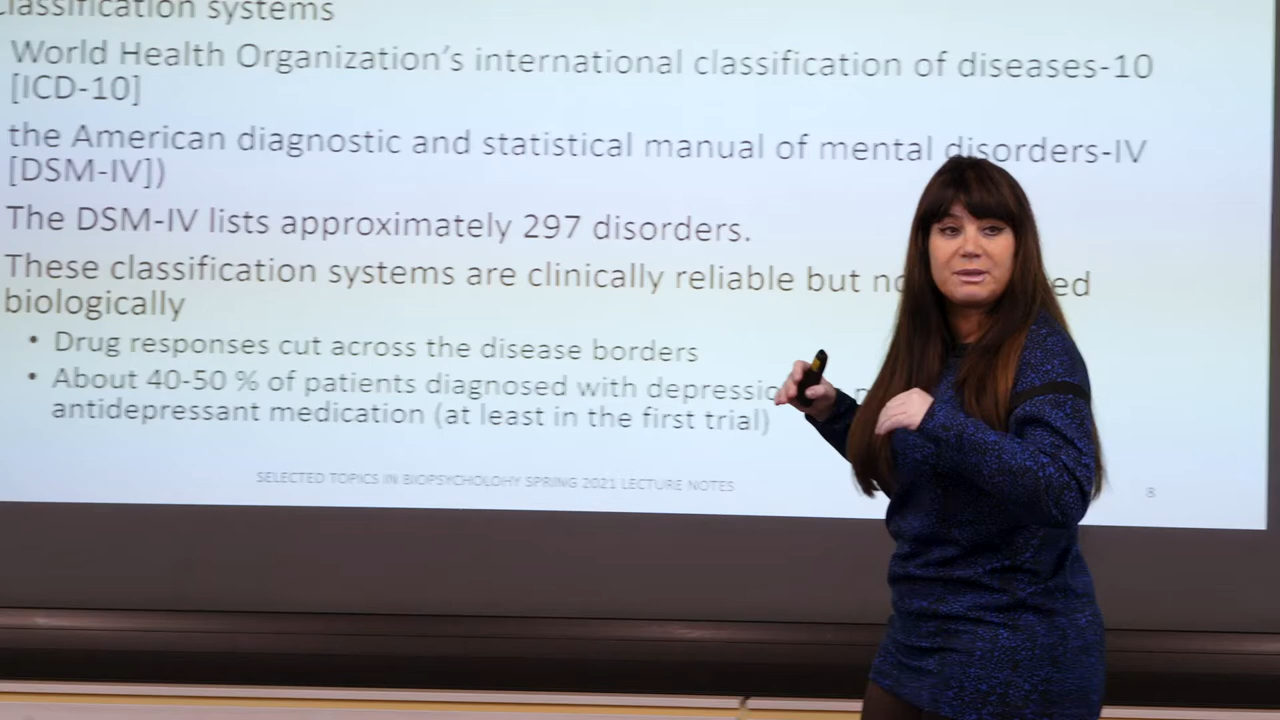 classification systems
World Health Organization's international classification of diseases-10
[ICD-10]
the American diagnostic and statistical manual of mental disorders-IV
[DSM-IV])
The DSM-IV lists approximately 297 disorders.
These classification systems are clinically reliable but
biologically
• Drug responses cut across the disease borders
• About 40-50 % of patients diagnosed with
antidepressant medication (at least in the first trial)
SELECTED TOPICS IN BIOPSYCHOLOHY SPRING 2021 LECTURE NOTES
8